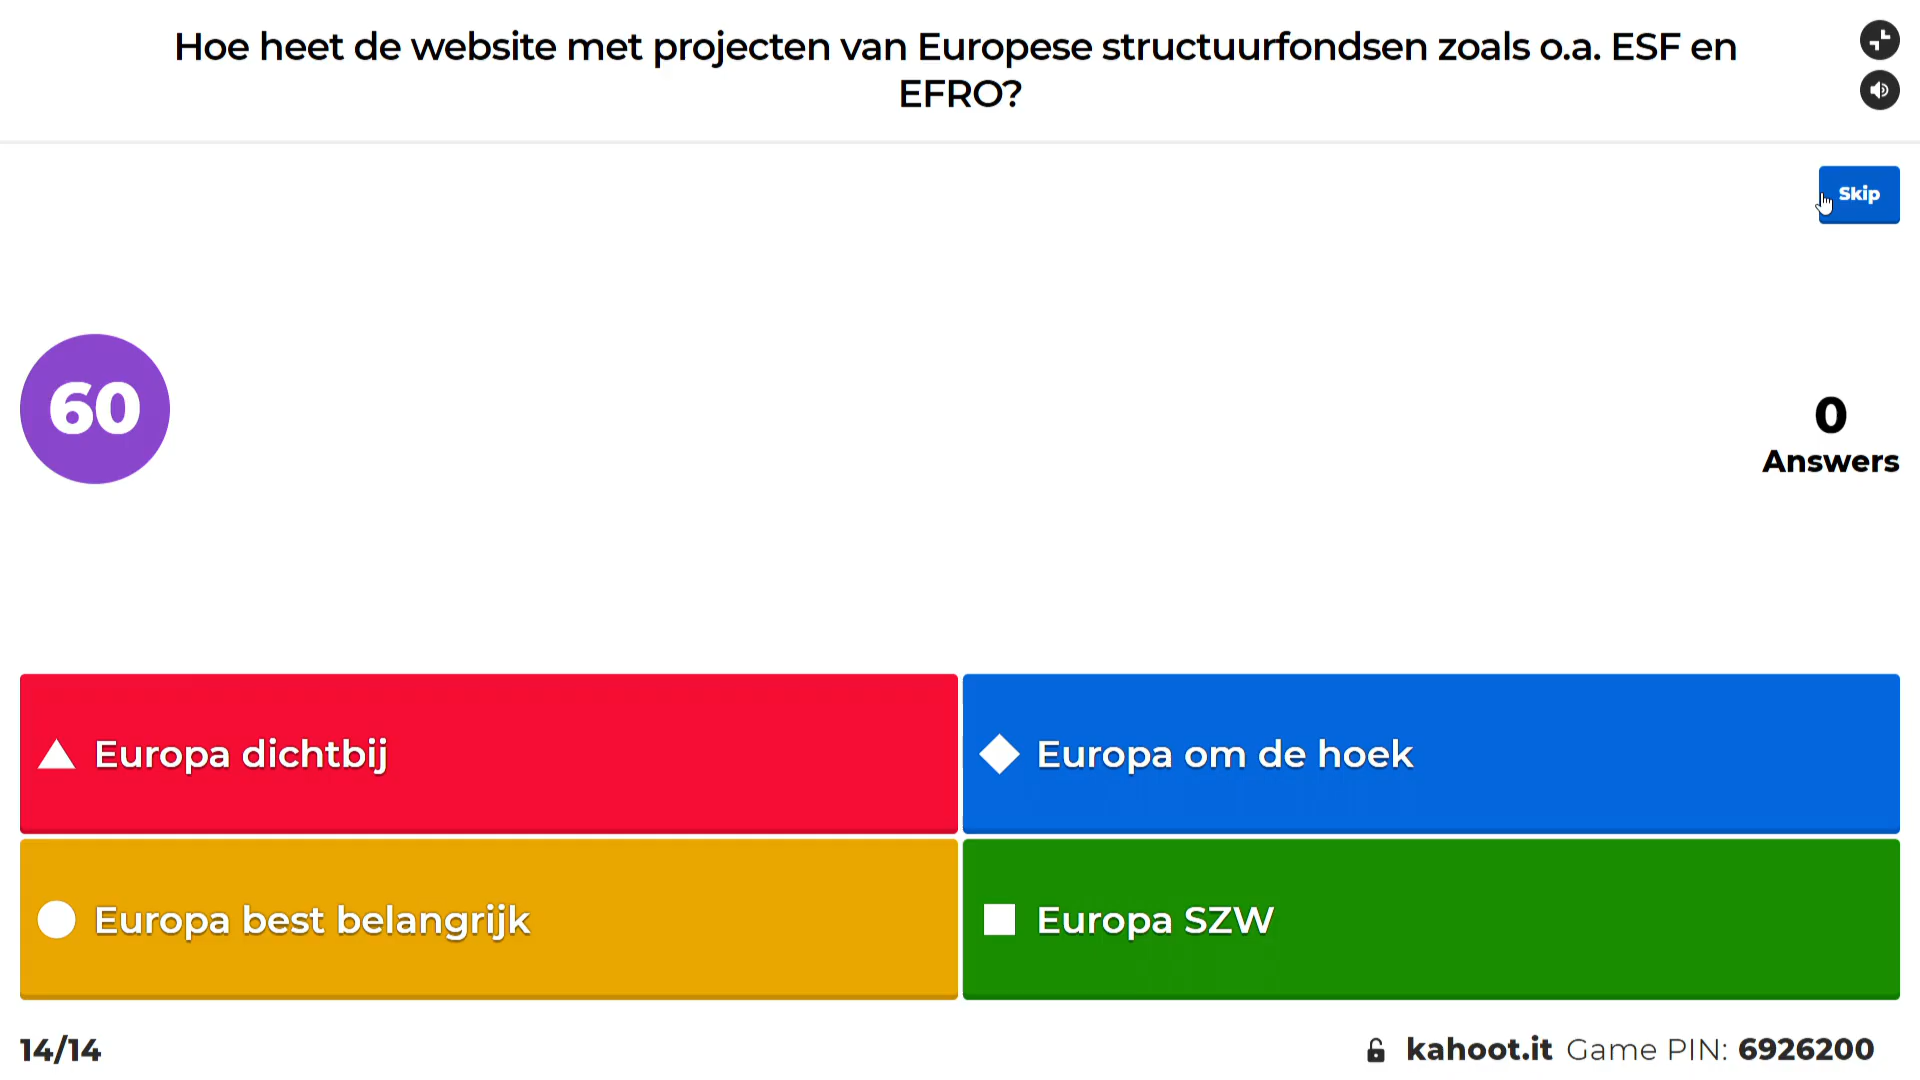 Hoe heet de website met projecten van Europese structuurfondsen zoals o.a. ESF en
EFRO?
Skip
60
0
Answers
Europa dichtbij
Europa om de hoek
Europa best belangrijk
Europa SZW
14/14
kahoot.it Game PIN: 6926200